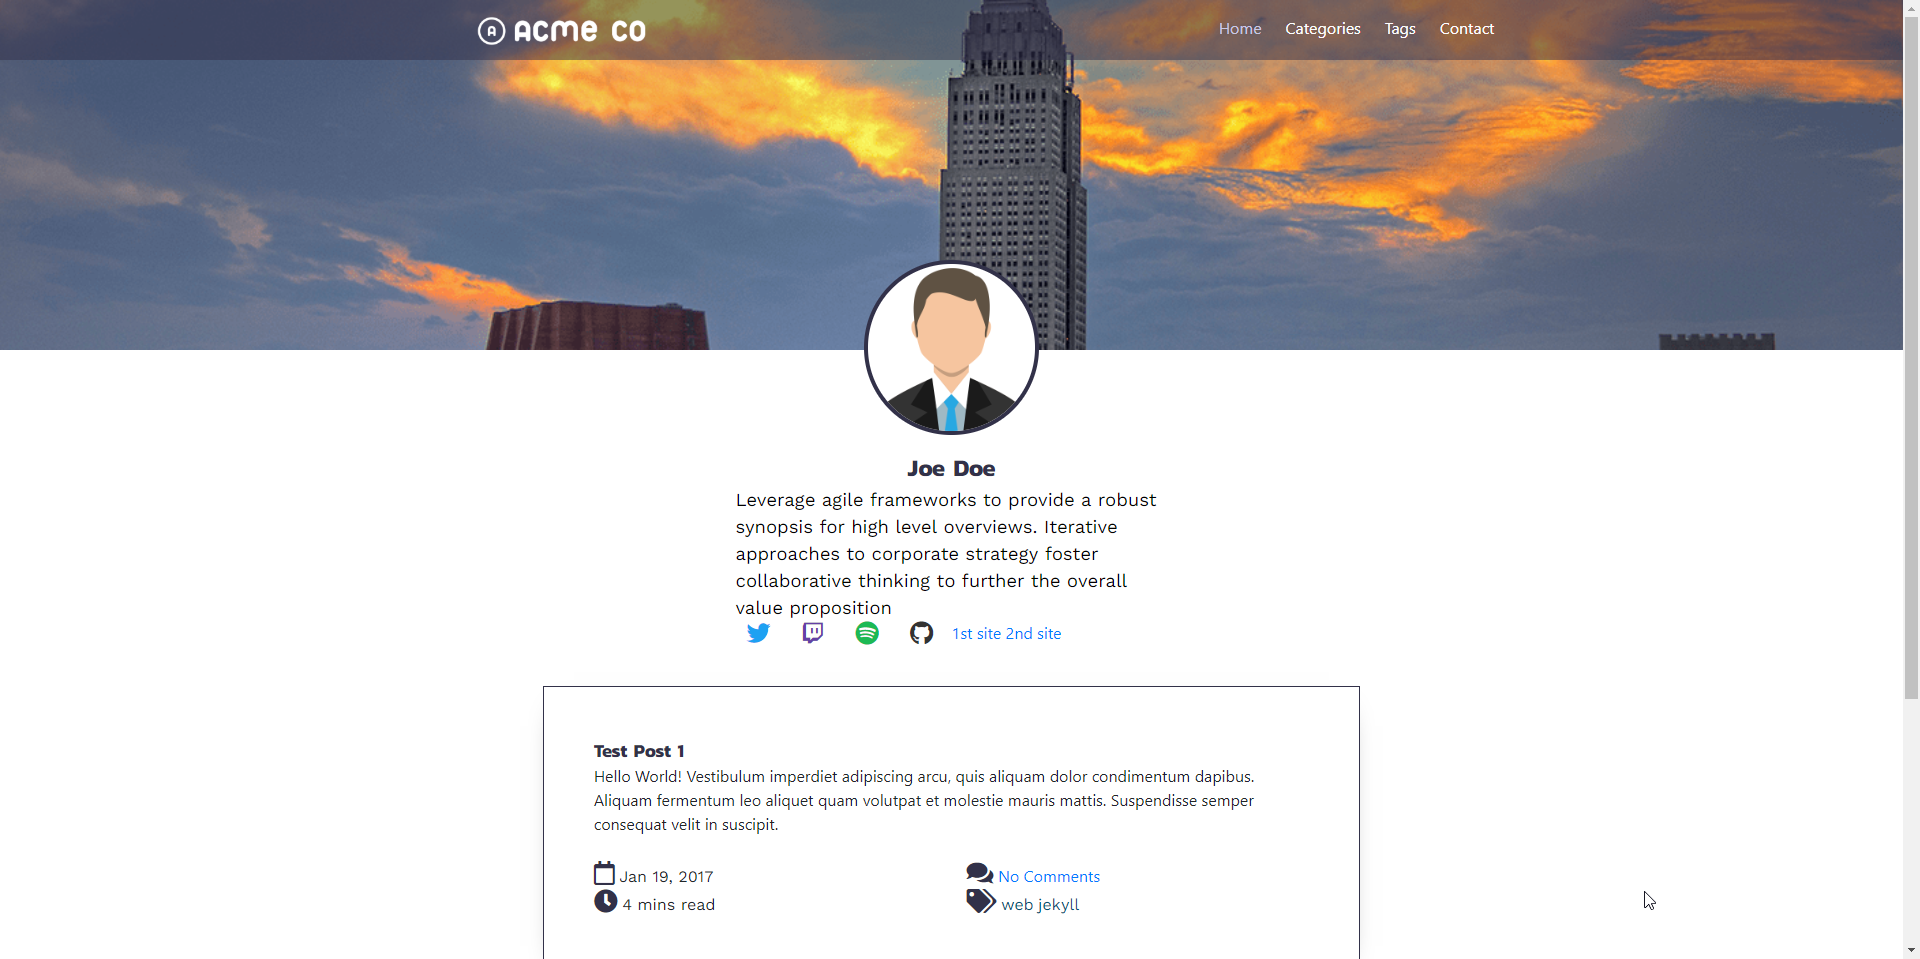 A ACME CO
Home Categories Tags Contact
Joe Doe
Leverage agile frameworks to provide a robust
synopsis for high level overviews. Iterative
approaches to corporate strategy foster
collaborative thinking to further the overall
value proposition
1st site 2nd site
Test Post 1
Hello World! Vestibulum imperdiet adipiscing arcu, quis aliquam dolor condimentum dapibus.
Aliquam fermentum leo aliquet quam volutpat et molestie mauris mattis. Suspendisse semper
consequat velit in suscipit.
Jan 19, 2017
No Comments
4 mins read
web jekyll